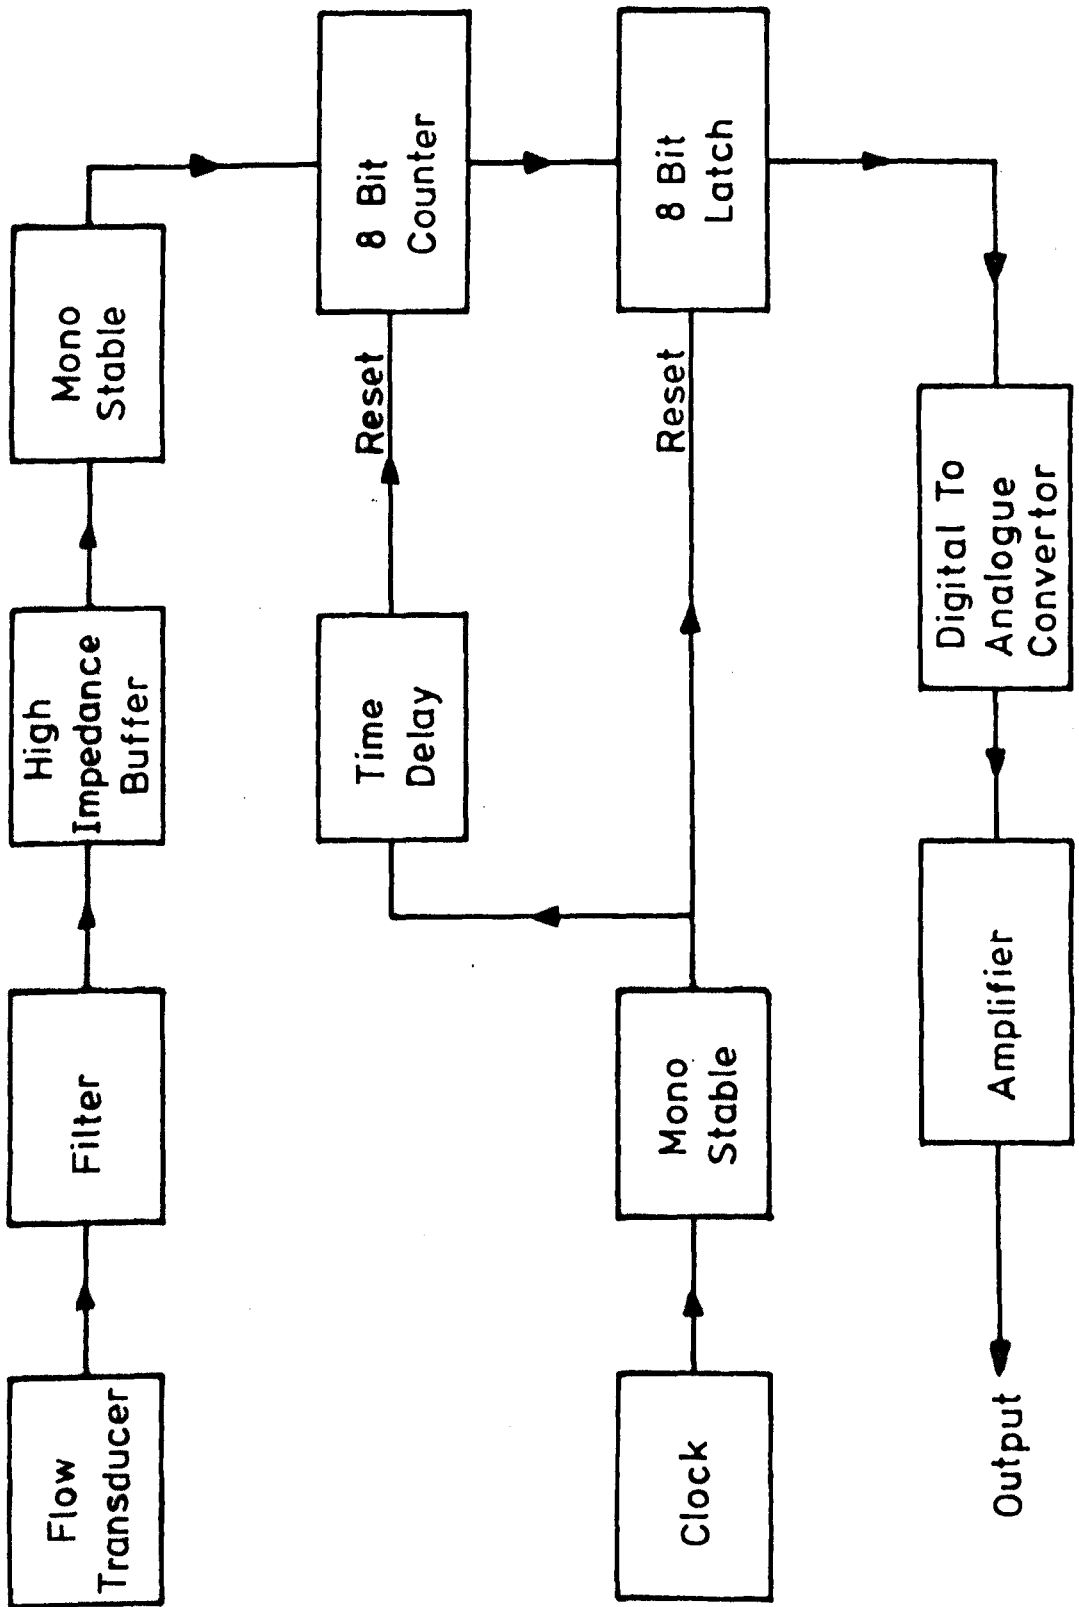 Flow
Transducer
Filter
High
Impedance
Buffer
Mono
Stable
Time
Delay
Reset
8 Bit
Counter
Clock
Mono
Stable
Reset
8 Bit
Latch
Output
Amplifier
Digital To
Analogue
Convertor